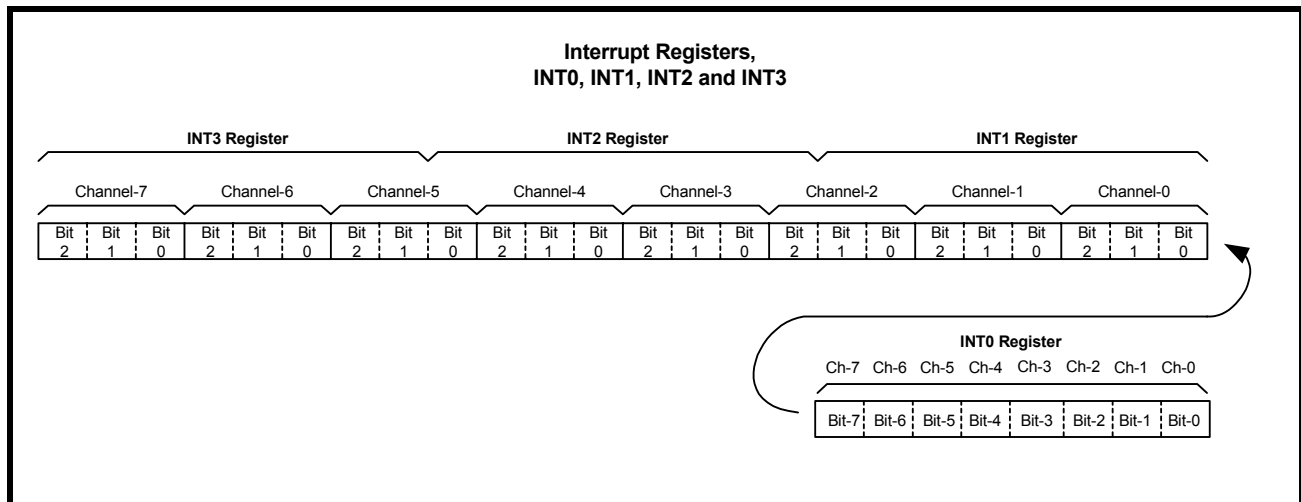 Interrupt Registers,
INT0, INT1, INT2 and INT3
INT3 Register INT2 Register INT1 Register
Channel-7 Channel-6 Channel-5 Channel-4 Channel-3 Channel-2 Channel-1 Channel-0
Bit Bit Bit Bit Bit Bit Bit Bit Bit Bit Bit Bit Bit Bit Bit Bit Bit Bit Bit Bit Bit Bit Bit Bit
2 1 0 2 1 0 2 1 0 2 1 0 2 1 0 2 1 0 2 1 0 2 1 0
INT0 Register
Ch-7 Ch-6 Ch-5 Ch-4 Ch-3 Ch-2 Ch-1 Ch-0
Bit-7 Bit-6 Bit-5 Bit-4 Bit-3 Bit-2 Bit-1 Bit-0